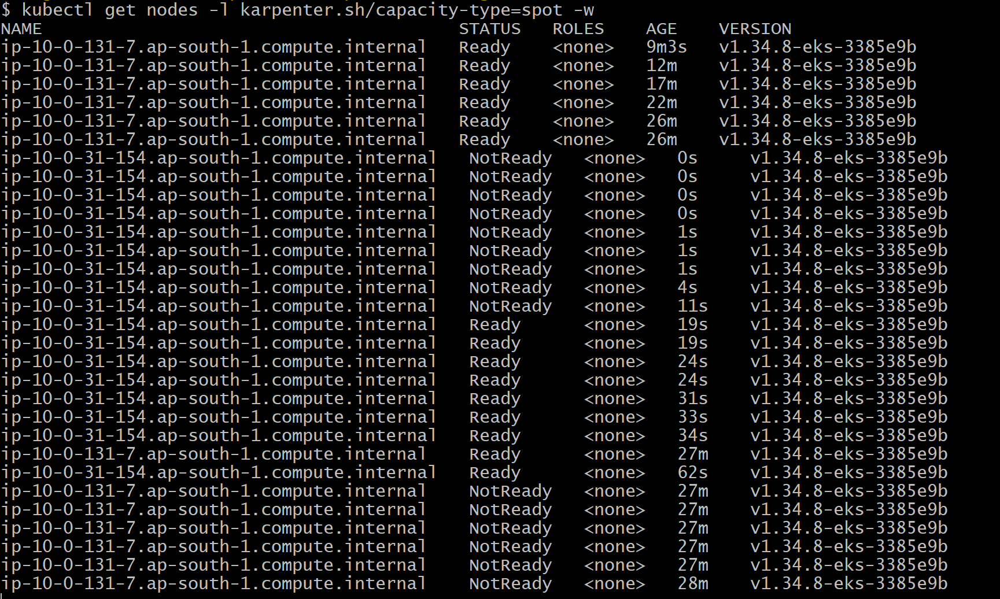 $ kubectl get nodes -l karpenter.sh/capacity-type=spot -w
NAME STATUS ROLES AGE VERSION
ip-10-0-131-7.ap-south-1.compute.internal Ready <none> 9m3s v1.34.8-eks-3385e9b
ip-10-0-131-7.ap-south-1.compute.internal Ready <none> 12m v1.34.8-eks-3385e9b
ip-10-0-131-7.ap-south-1.compute.internal Ready <none> 17m v1.34.8-eks-3385e9b
ip-10-0-131-7.ap-south-1.compute.internal Ready <none> 22m v1.34.8-eks-3385e9b
ip-10-0-131-7.ap-south-1.compute.internal Ready <none> 26m v1.34.8-eks-3385e9b
ip-10-0-131-7.ap-south-1.compute.internal Ready <none> 26m v1.34.8-eks-3385e9b
ip-10-0-31-154.ap-south-1.compute.internal NotReady <none> 0s v1.34.8-eks-3385e9b
ip-10-0-31-154.ap-south-1.compute.internal NotReady <none> 0s v1.34.8-eks-3385e9b
ip-10-0-31-154.ap-south-1.compute.internal NotReady <none> 0s v1.34.8-eks-3385e9b
ip-10-0-31-154.ap-south-1.compute.internal NotReady <none> 0s v1.34.8-eks-3385e9b
ip-10-0-31-154.ap-south-1.compute.internal NotReady <none> 1s v1.34.8-eks-3385e9b
ip-10-0-31-154.ap-south-1.compute.internal NotReady <none> 1s v1.34.8-eks-3385e9b
ip-10-0-31-154.ap-south-1.compute.internal NotReady <none> 1s v1.34.8-eks-3385e9b
ip-10-0-31-154.ap-south-1.compute.internal NotReady <none> 4s v1.34.8-eks-3385e9b
ip-10-0-31-154.ap-south-1.compute.internal NotReady <none> 11s v1.34.8-eks-3385e9b
ip-10-0-31-154.ap-south-1.compute.internal Ready <none> 19s v1.34.8-eks-3385e9b
ip-10-0-31-154.ap-south-1.compute.internal Ready <none> 19s v1.34.8-eks-3385e9b
ip-10-0-31-154.ap-south-1.compute.internal Ready <none> 24s v1.34.8-eks-3385e9b
ip-10-0-31-154.ap-south-1.compute.internal Ready <none> 24s v1.34.8-eks-3385e9b
ip-10-0-31-154.ap-south-1.compute.internal Ready <none> 31s v1.34.8-eks-3385e9b
ip-10-0-31-154.ap-south-1.compute.internal Ready <none> 33s v1.34.8-eks-3385e9b
ip-10-0-31-154.ap-south-1.compute.internal Ready <none> 34s v1.34.8-eks-3385e9b
ip-10-0-131-7.ap-south-1.compute.internal Ready <none> 27m v1.34.8-eks-3385e9b
ip-10-0-31-154.ap-south-1.compute.internal Ready <none> 62s v1.34.8-eks-3385e9b
ip-10-0-131-7.ap-south-1.compute.internal NotReady <none> 27m v1.34.8-eks-3385e9b
ip-10-0-131-7.ap-south-1.compute.internal NotReady <none> 27m v1.34.8-eks-3385e9b
ip-10-0-131-7.ap-south-1.compute.internal NotReady <none> 27m v1.34.8-eks-3385e9b
ip-10-0-131-7.ap-south-1.compute.internal NotReady <none> 27m v1.34.8-eks-3385e9b
ip-10-0-131-7.ap-south-1.compute.internal NotReady <none> 27m v1.34.8-eks-3385e9b
ip-10-0-131-7.ap-south-1.compute.internal NotReady <none> 28m v1.34.8-eks-3385e9b